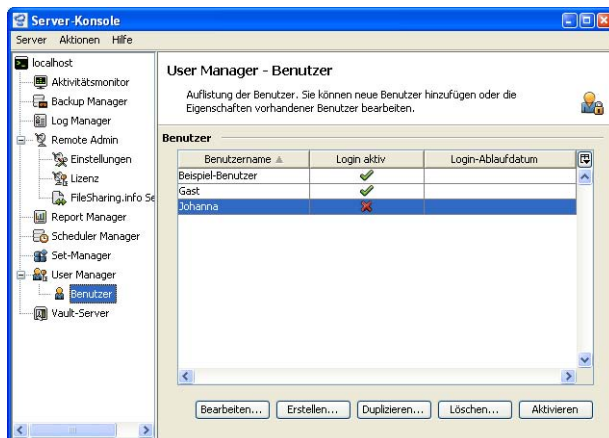 Server-Konsole
Server Aktionen Hilfe
localhost
Aktivitätsmonitor
Backup Manager
Log Manager
Remote Admin
Einstellungen
Lizenz
FileSharing.info Se
Report Manager
Scheduler Manager
Set-Manager
User Manager
Benutzer
Vault-Server
User Manager - Benutzer
Auflistung der Benutzer. Sie können neue Benutzer hinzufügen oder die
Eigenschaften vorhandener Benutzer bearbeiten.
Benutzer
Benutzername Login aktiv Login-Ablaufdatum
Beispiel-Benutzer
Gast
Johanna
Bearbeiten... Erstellen... Duplizieren... Löschen... Aktivieren